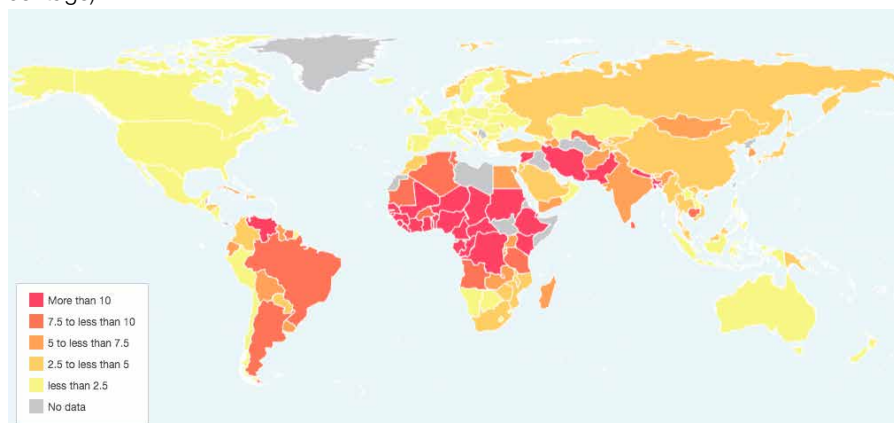 More than 10
7.5 to less than 10
5 to less than 7.5
2.5 to less than 5
less than 2.5
No data